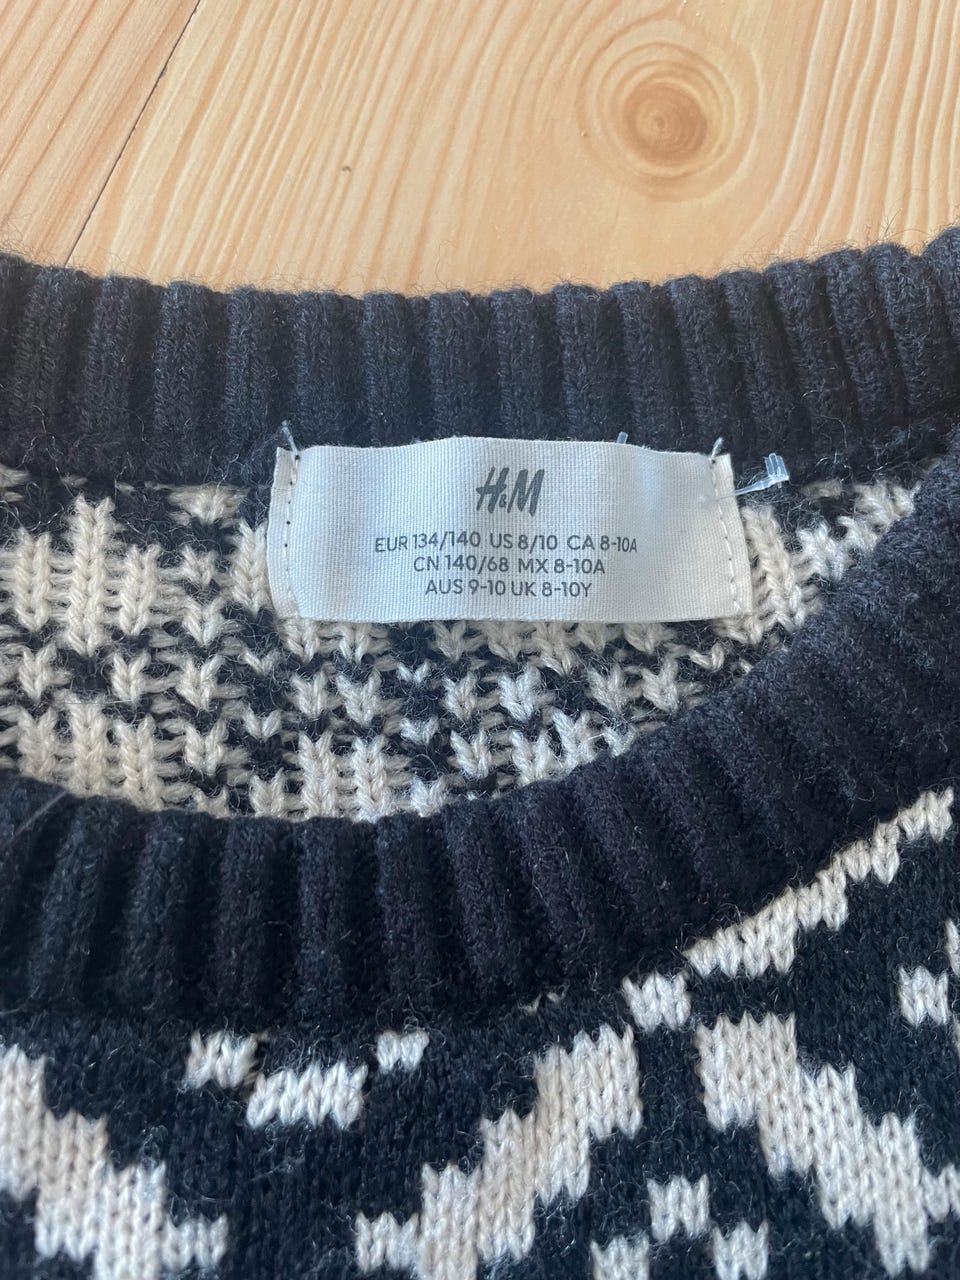 H&M
EUR 134/140 US 8/10 CA 8-10A
CN 140/68 MX 8-10A
AUS 9-10 UK 8-10Y